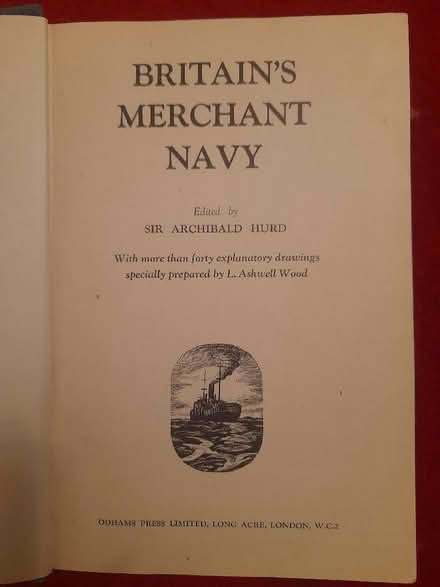 BRITAIN'S
MERCHANT
NAVY
Edited by
SIR ARCHIBALD HURD
With more than forty explanatory drawings
specially prepared by L. Ashwell Wood
ODHAMS PRESS LIMITED, LONG ACRE, LONDON, W.C.2